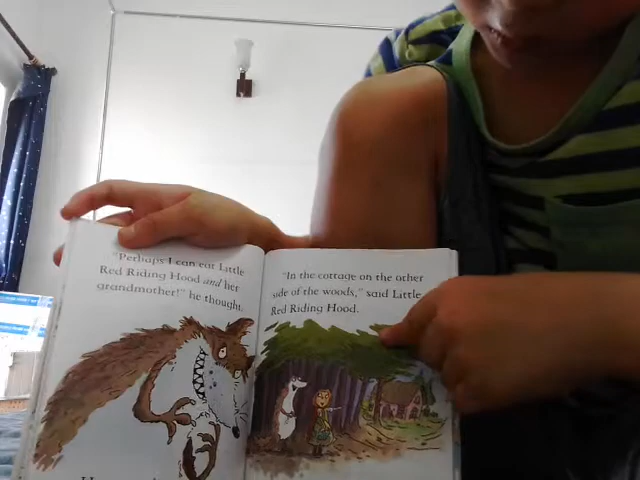 "Perhaps I can eat Little
Red Riding Hood and her
grandmother!" he thought.
"In the cottage on the other
side of the woods," said Little
Red Riding Hood.